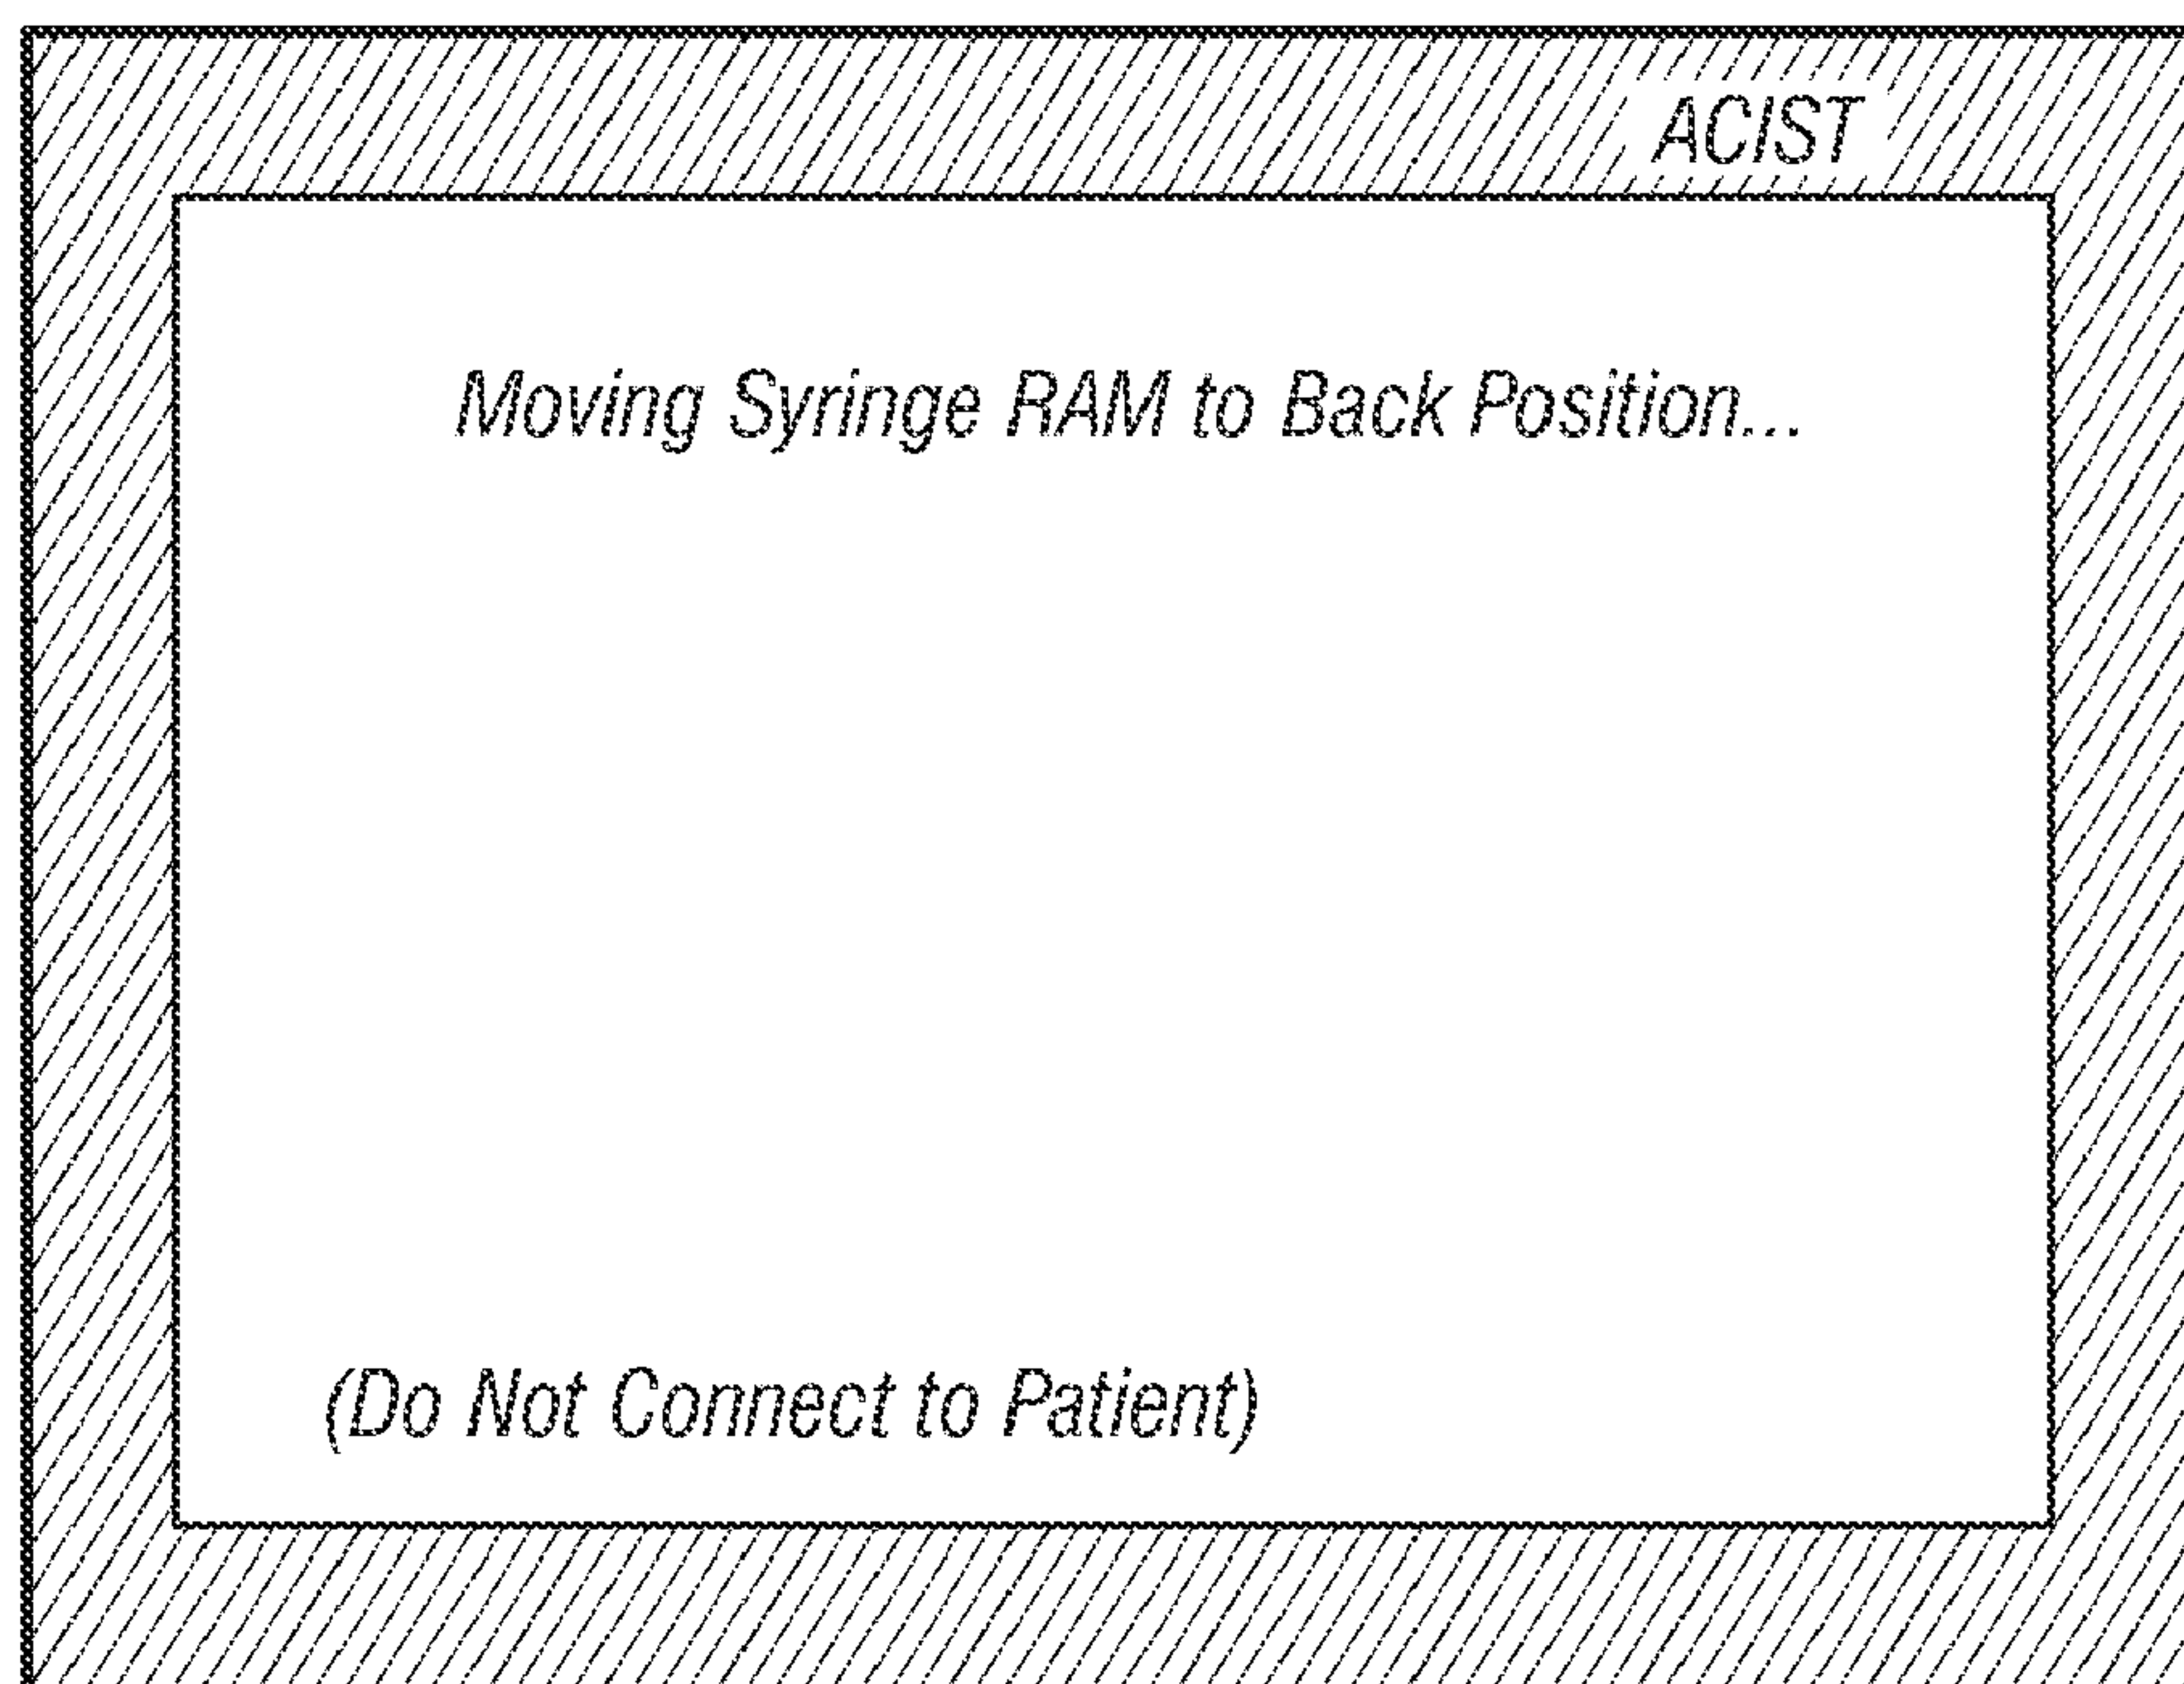 ACIST
Moving Syringe RAM to Back Position...
(Do Not Connect to Patient)